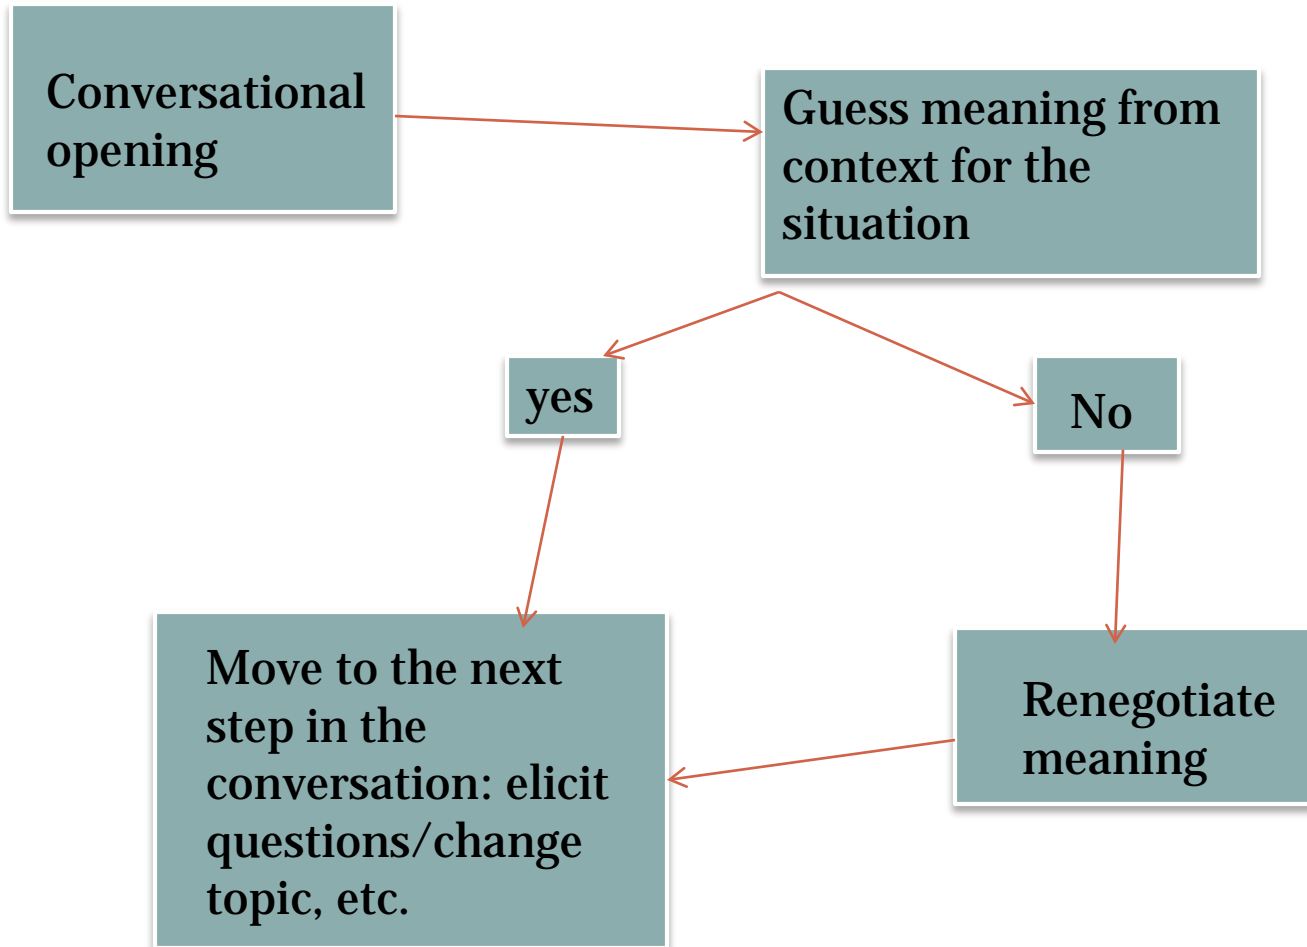 Conversational
opening
Guess meaning from
context for the
situation
yes
No
Move to the next
step in the
conversation: elicit
questions/change
topic, etc.
Renegotiate
meaning